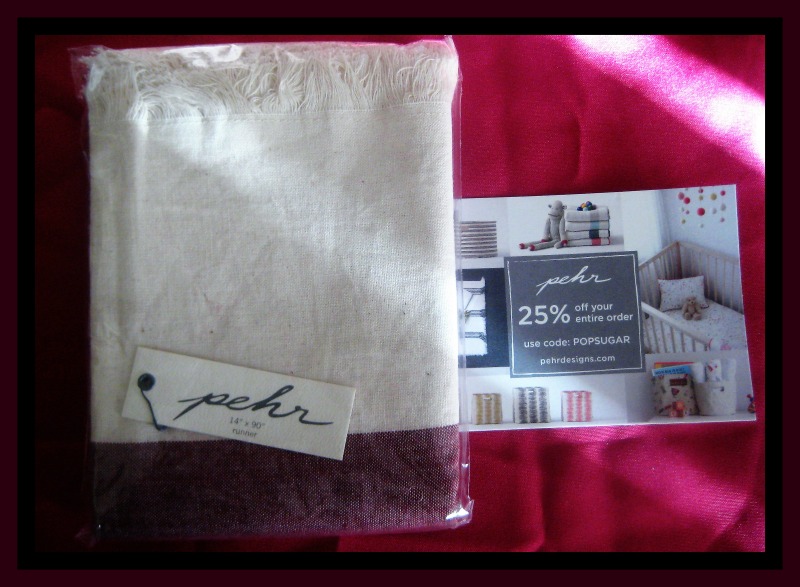 pehr
14" x 90"
runner
pehr
25% off your
entire order
use code: POPSUGAR
pehrdesigns.com